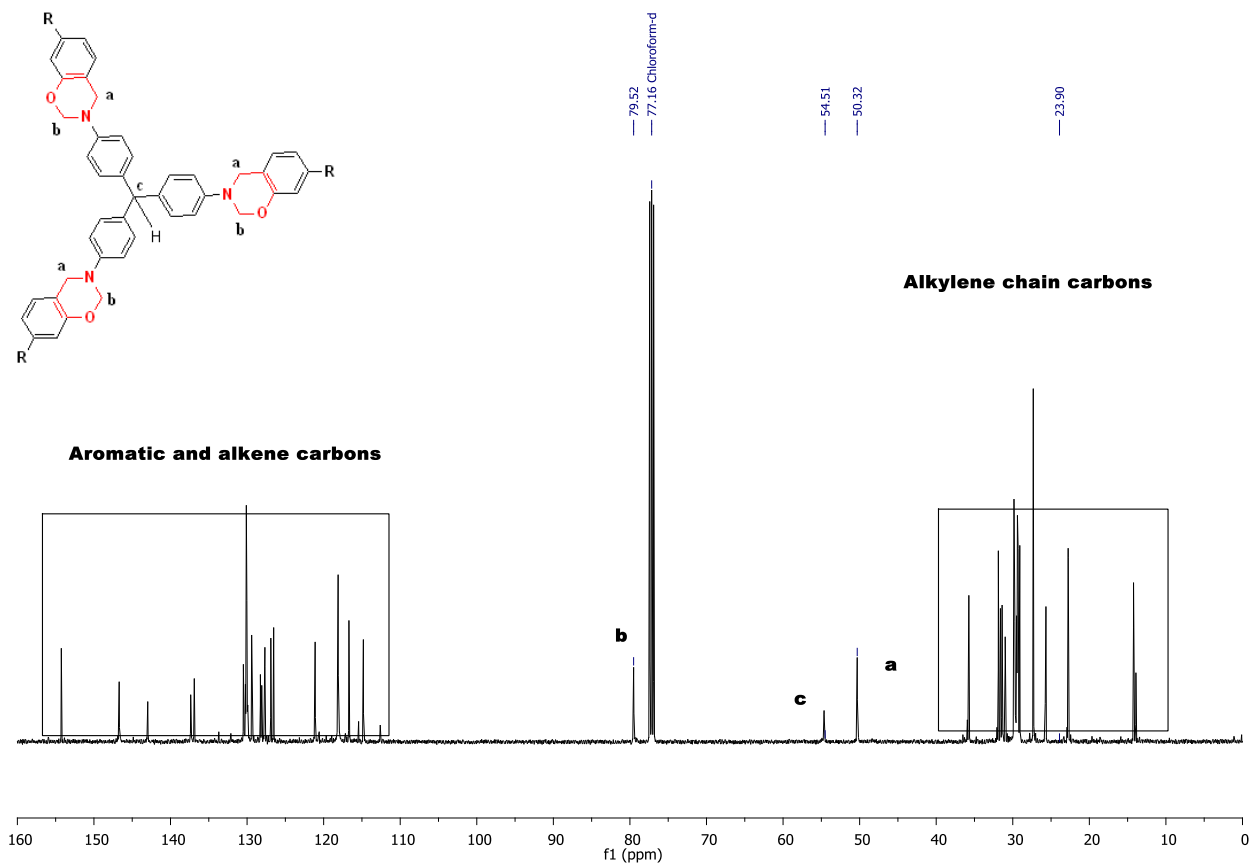 R
O
a
b
N
79.52
77.16 Chloroform-d
54.51
50.32
23.90
a
R
c
N
O
b
H
a
N
b
O
R
Alkylene chain carbons
Aromatic and alkene carbons
b
a
c
160 150 140 130 120 110 100 90 80 70 60 50 40 30 20 10 0
f1 (ppm)